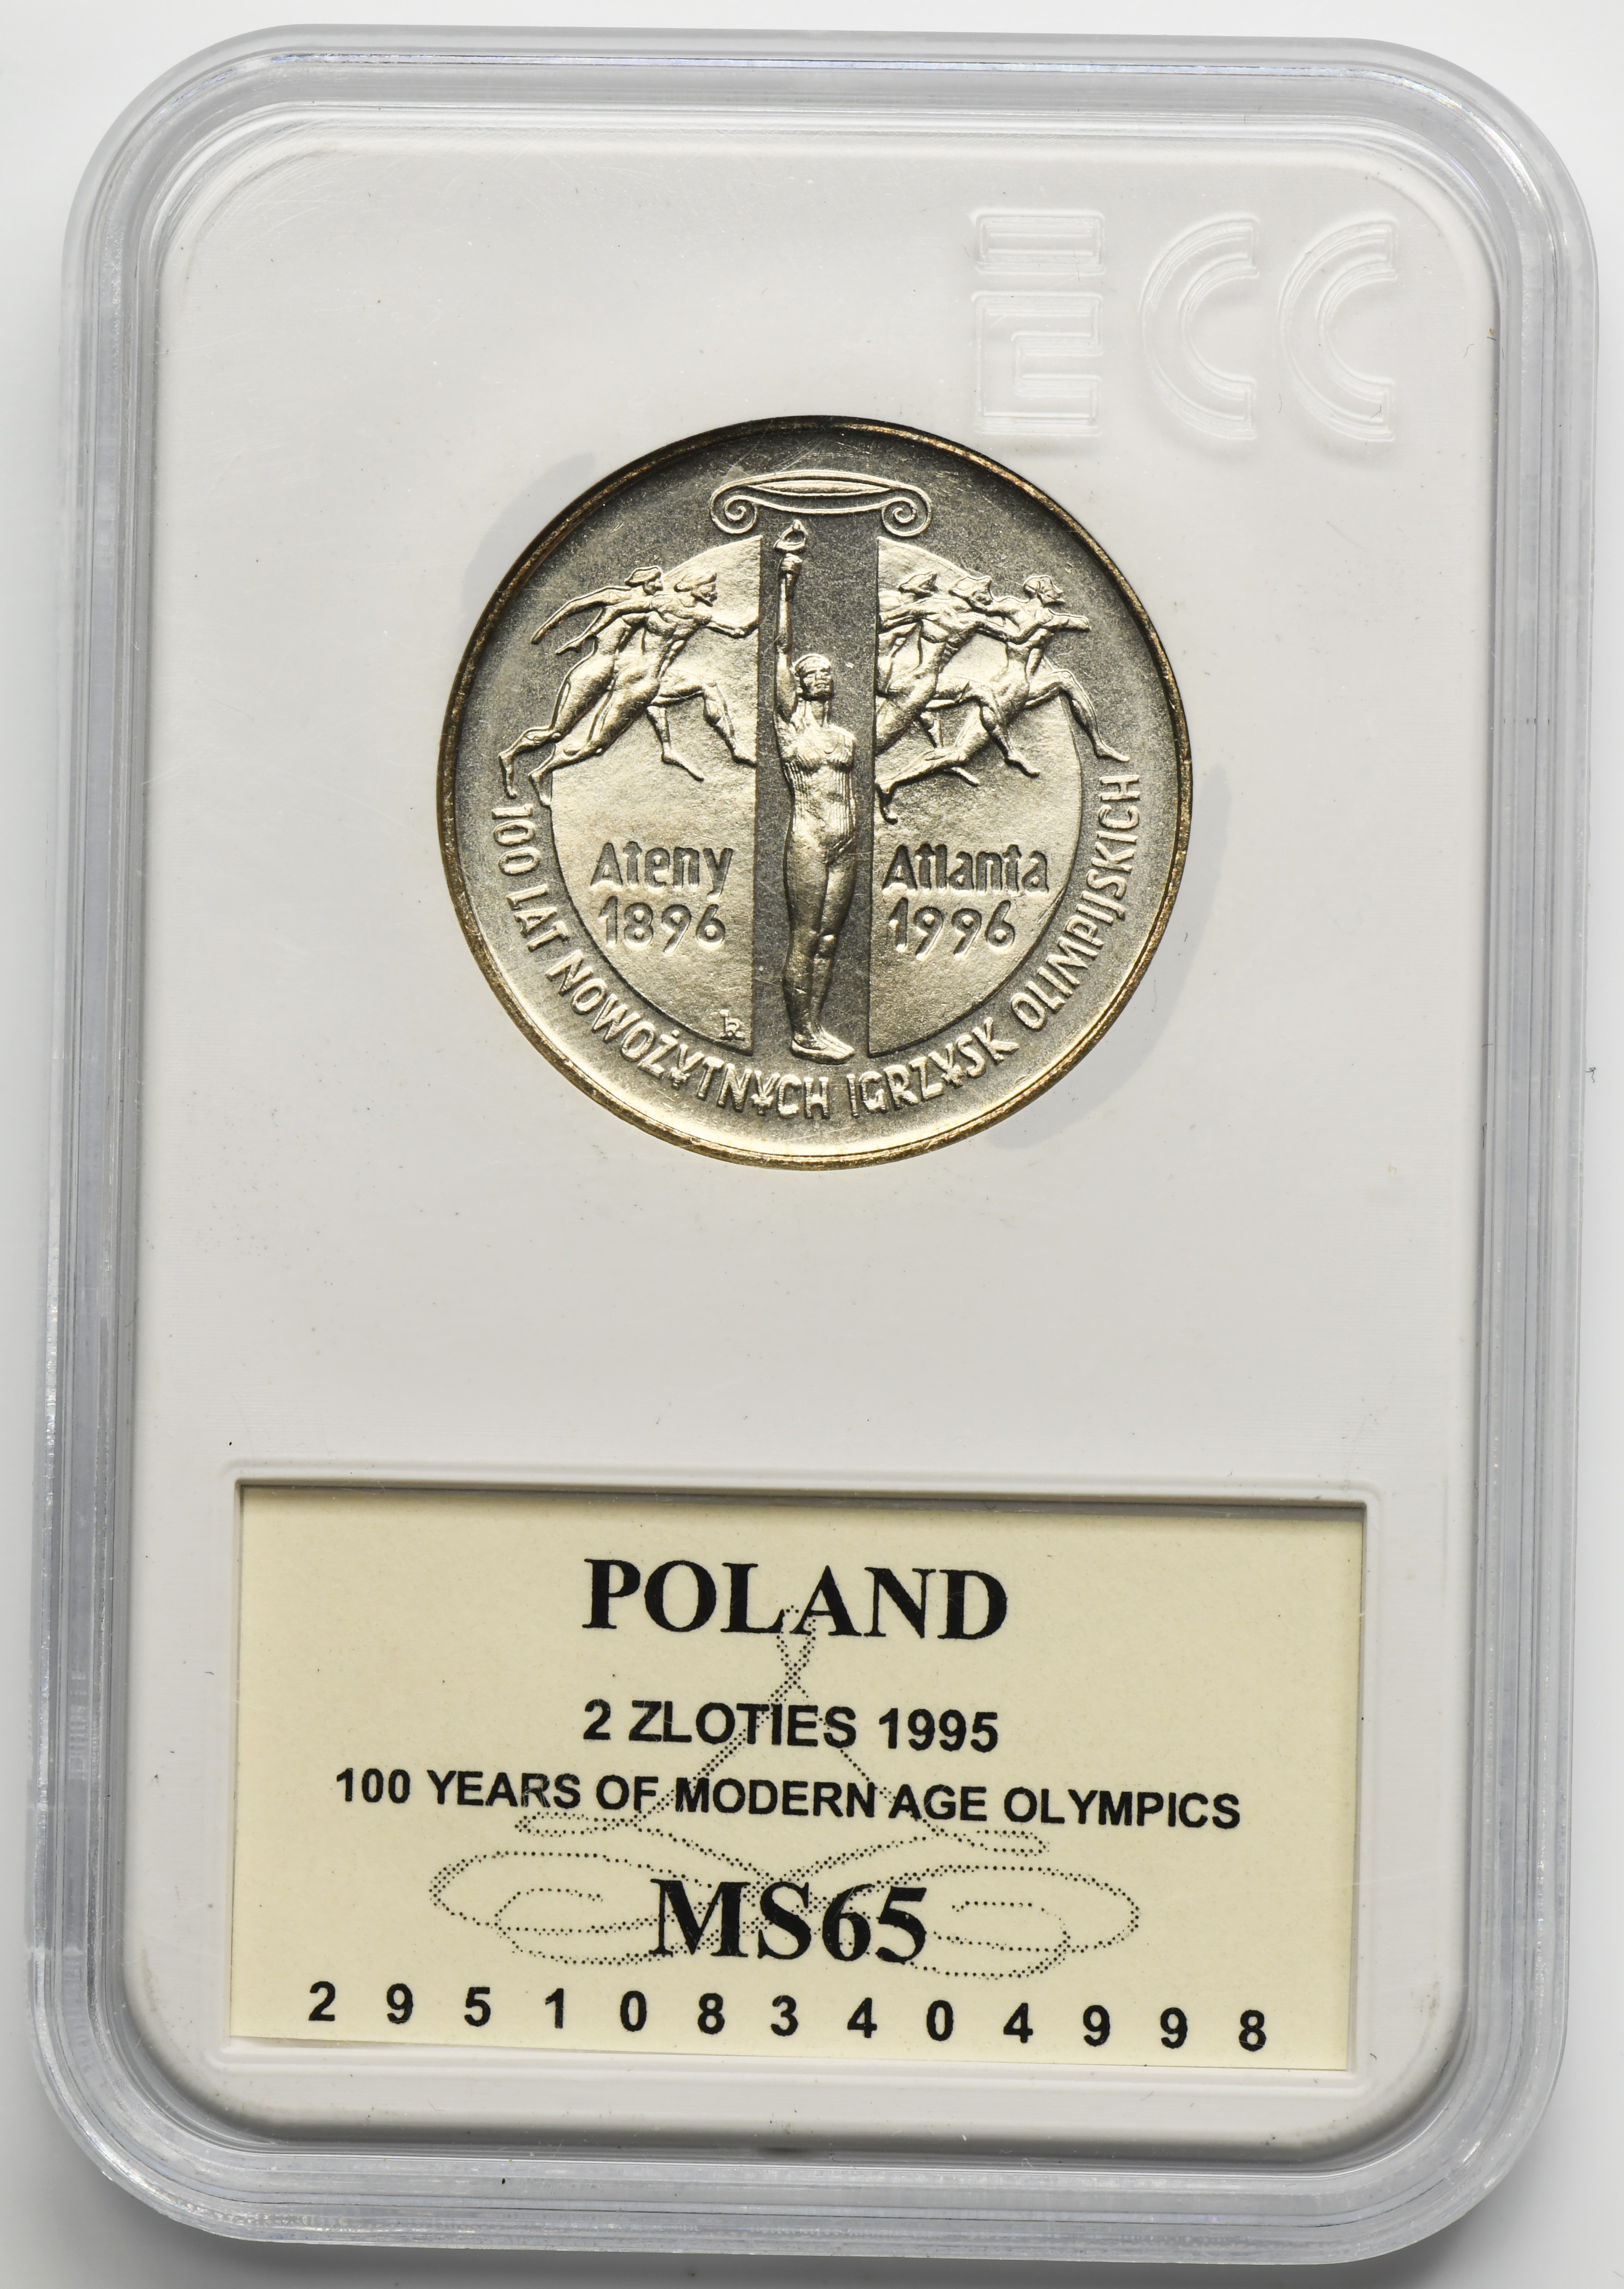 ECC
Ateny
1896
Atlanta
1996
100 LAT NOWOŻYTNYCH IGRZYSK OLIMPIJSKICH
POLAND
2 ZLOTIES 1995
100 YEARS OF MODERN AGE OLYMPICS
MS65
2 9 5 1 0 8 3 4 0 4 9 9 8